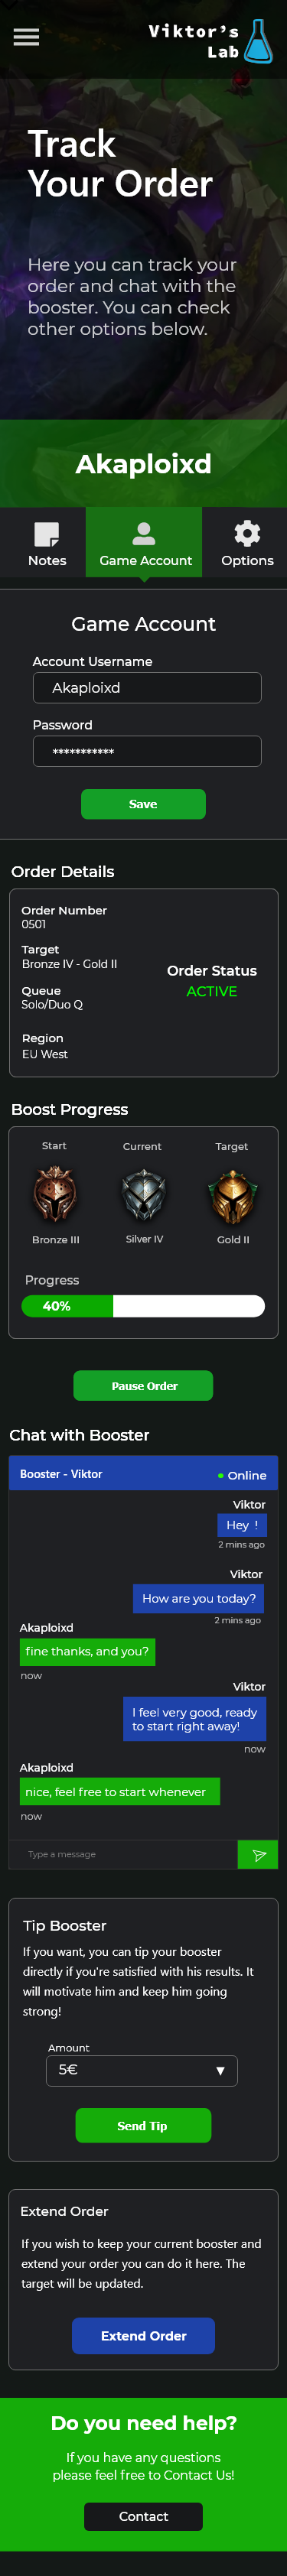 Viktor's
Lab
Track
Your Order
Here you can track your
order and chat with the
booster. You can check
other options below.
Akaploixd
Notes
Game Account
Options
Game Account
Account Username
Akaploixd
Password
***********
Save
Order Details
Order Number
0501
Target
Bronze IV - Gold II
Queue
Solo/Duo Q
Region
EU West
Order Status
ACTIVE
Boost Progress
Start
Current
Target
Bronze III
Silver IV
Gold II
Progress
40%
Pause Order
Chat with Booster
Booster - Viktor
Online
Viktor
Hey !
2 mins ago
Viktor
How are you today?
2 mins ago
Akaploixd
fine thanks, and you?
now
Viktor
I feel very good, ready
to start right away!
now
Akaploixd
nice, feel free to start whenever
now
Type a message
Tip Booster
If you want, you can tip your booster
directly if you're satisfied with his results. It
will motivate him and keep him going
strong!
Amount
5€
Send Tip
Extend Order
If you wish to keep your current booster and
extend your order you can do it here. The
target will be updated.
Extend Order
Do you need help?
If you have any questions
please feel free to Contact Us!
Contact